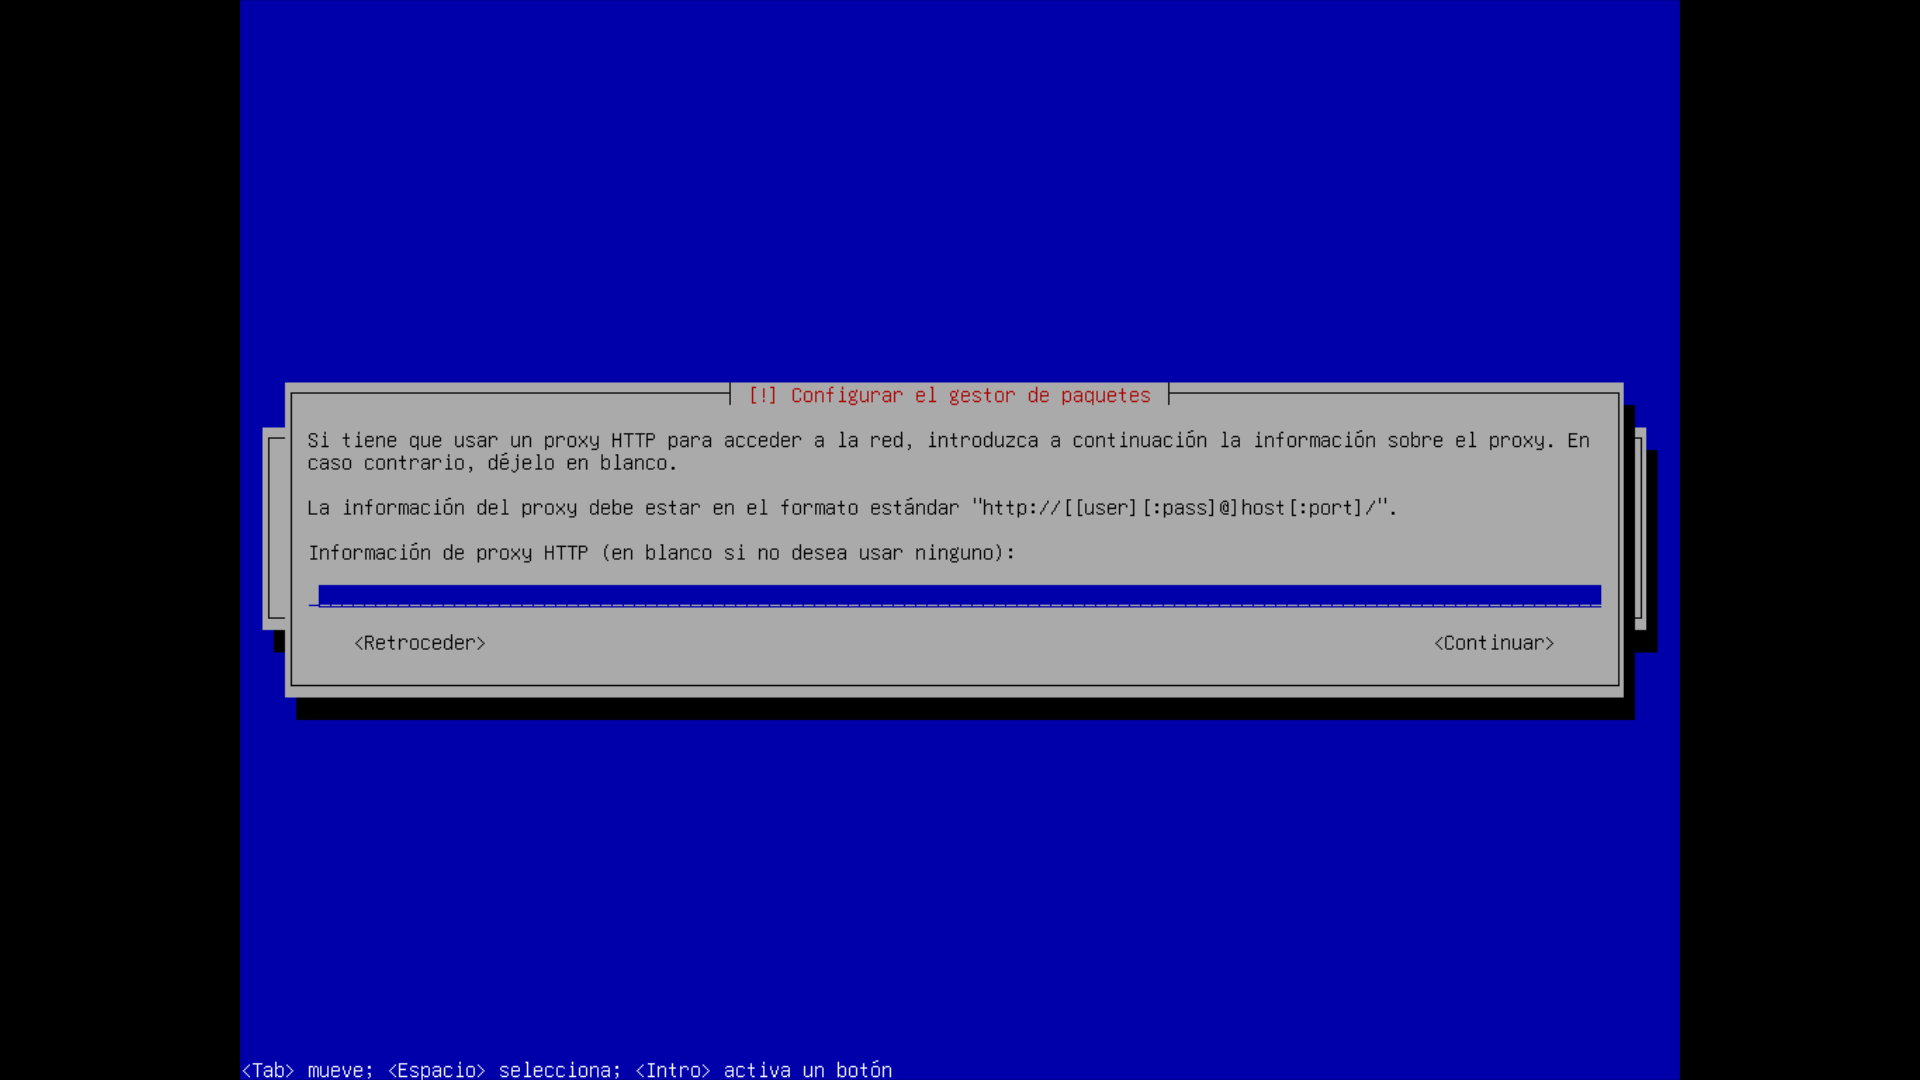 [!] Configurar el gestor de paquetes
Si tiene que usar un proxy HTTP para acceder a la red, introduzca a continuación la información sobre el proxy. En
caso contrario, déjelo en blanco.
La información del proxy debe estar en el formato estándar "http://[[user][:pass]@]host[:port]/".
Información de proxy HTTP (en blanco si no desea usar ninguno):
<Retroceder> <Continuar>
<Tab> mueve; <Espacio> selecciona; <Intro> activa un botón